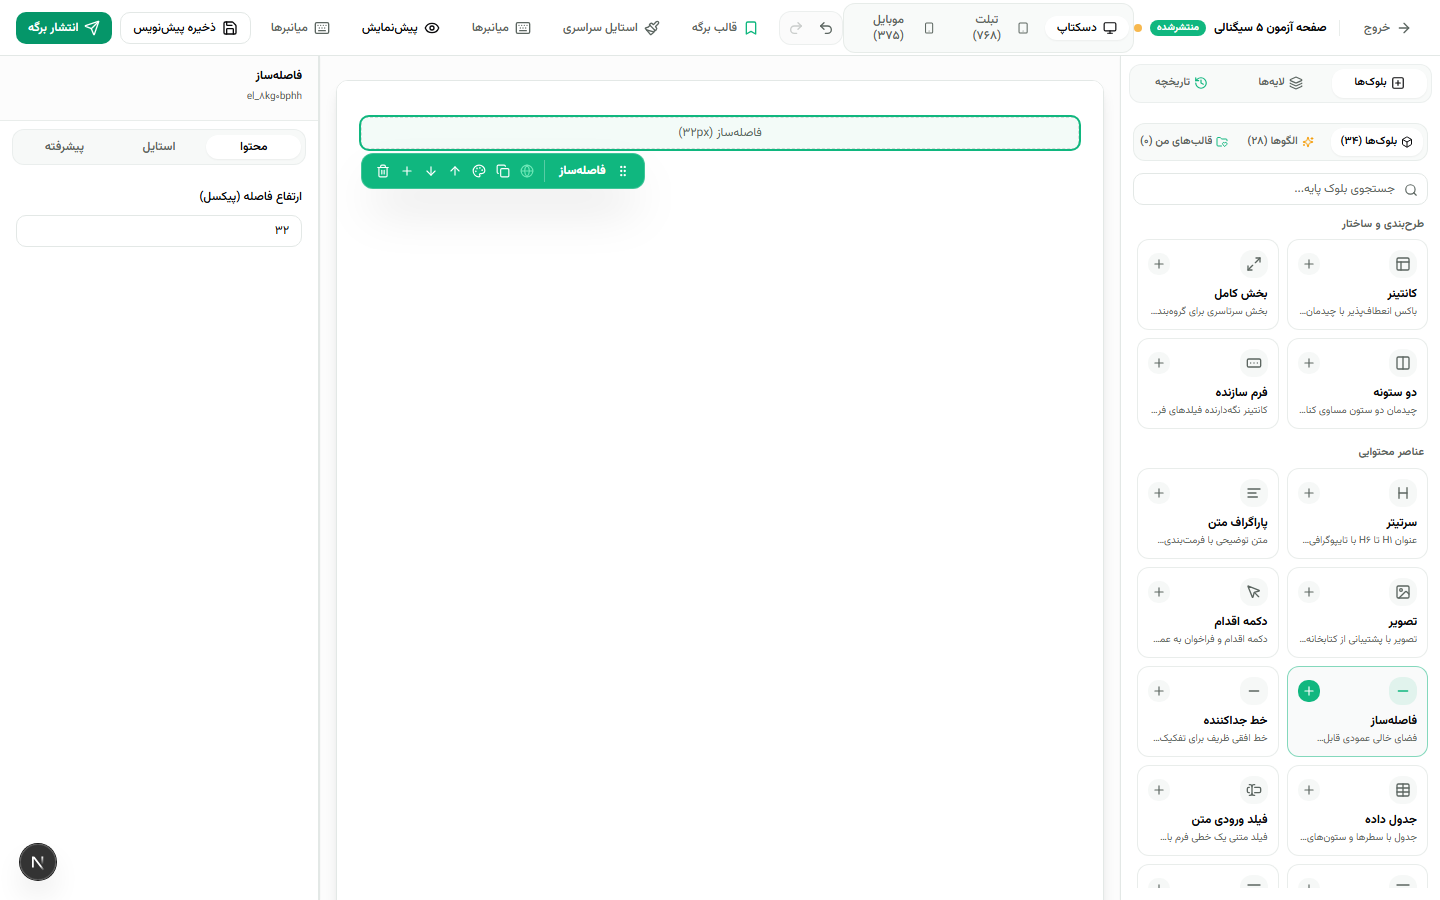 خروج
صفحه آزمون ۵ سیگنالی
منتشرشده
دسکتاپ
تبلت (۷۶۸)
موبایل (۳۷۵)
قالب برگه
استایل سراسری
میانبرها
پیش‌نمایش
میانبرها
ذخیره پیش‌نویس
انتشار برگه
بلوک‌ها
لایه‌ها
تاریخچه
بلوک‌ها (۳۴)
الگوها (۲۸)
قالب‌های من (۰)
جستجوی بلوک پایه...
طرح‌بندی و ساختار
کانتینر
باکس انعطاف‌پذیر با چیدمان...
بخش کامل
بخش سرتاسری برای گروه‌بند...
دو ستونه
چیدمان دو ستون مساوی کنا...
فرم سازنده
کانتینر نگه‌دارنده فیلدهای فر...
عناصر محتوایی
سرتیتر
عنوان H۱ تا H۶ با تایپوگرافی...
پاراگراف متن
متن توضیحی با فرمت‌بندی...
تصویر
تصویر با پشتیبانی از کتابخانه...
دکمه اقدام
دکمه اقدام و فراخوان به عمـ...
فاصله‌ساز
فضای خالی عمودی قابل...
خط جداکننده
خط افقی ظریف برای تفکیک...
جدول داده
جدول با سطرها و ستون‌های...
فیلد ورودی متن
فیلد متنی یک خطی فرم با...
فاصله‌ساز (۳۲px)
فاصله‌ساز
فاصله‌ساز
el_۸kg۰bphh
محتوا
استایل
پیشرفته
ارتفاع فاصله (پیکسل)
۳۲
N